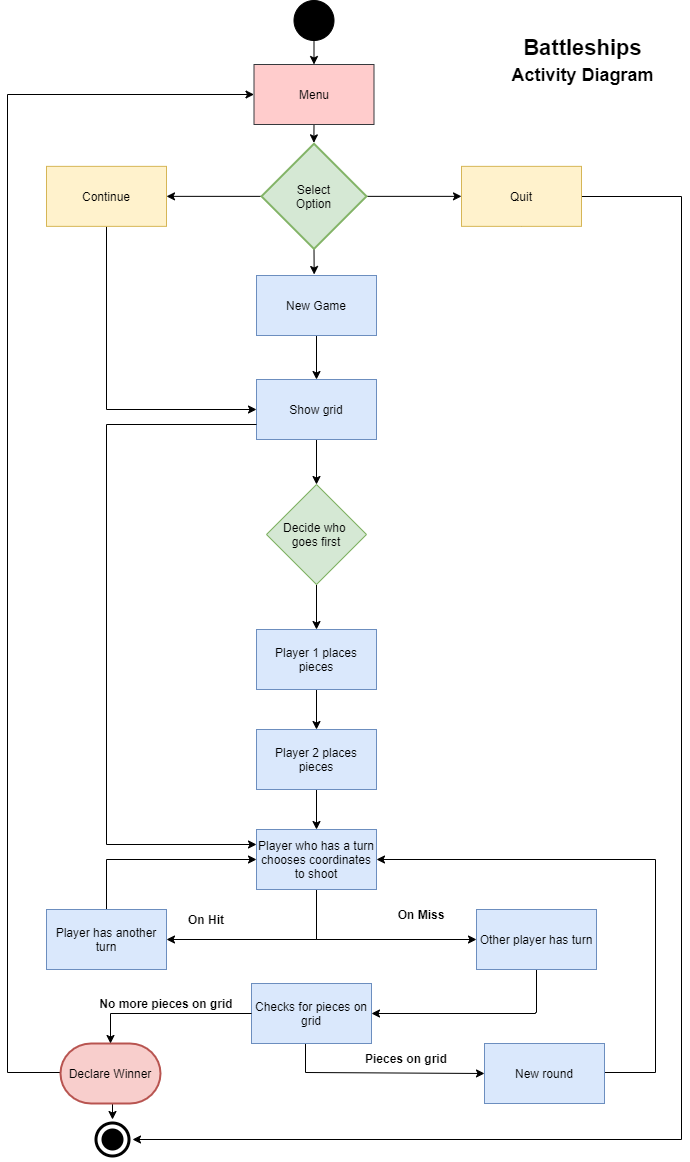 Battleships
Activity Diagram
Menu
Select
Option
Continue
Quit
New Game
Show grid
Decide who
goes first
Player 1 places
pieces
Player 2 places
pieces
Player who has a turn
chooses coordinates
to shoot
On Hit
On Miss
Player has another
turn
Other player has turn
No more pieces on grid
Checks for pieces on
grid
Pieces on grid
Declare Winner
New round